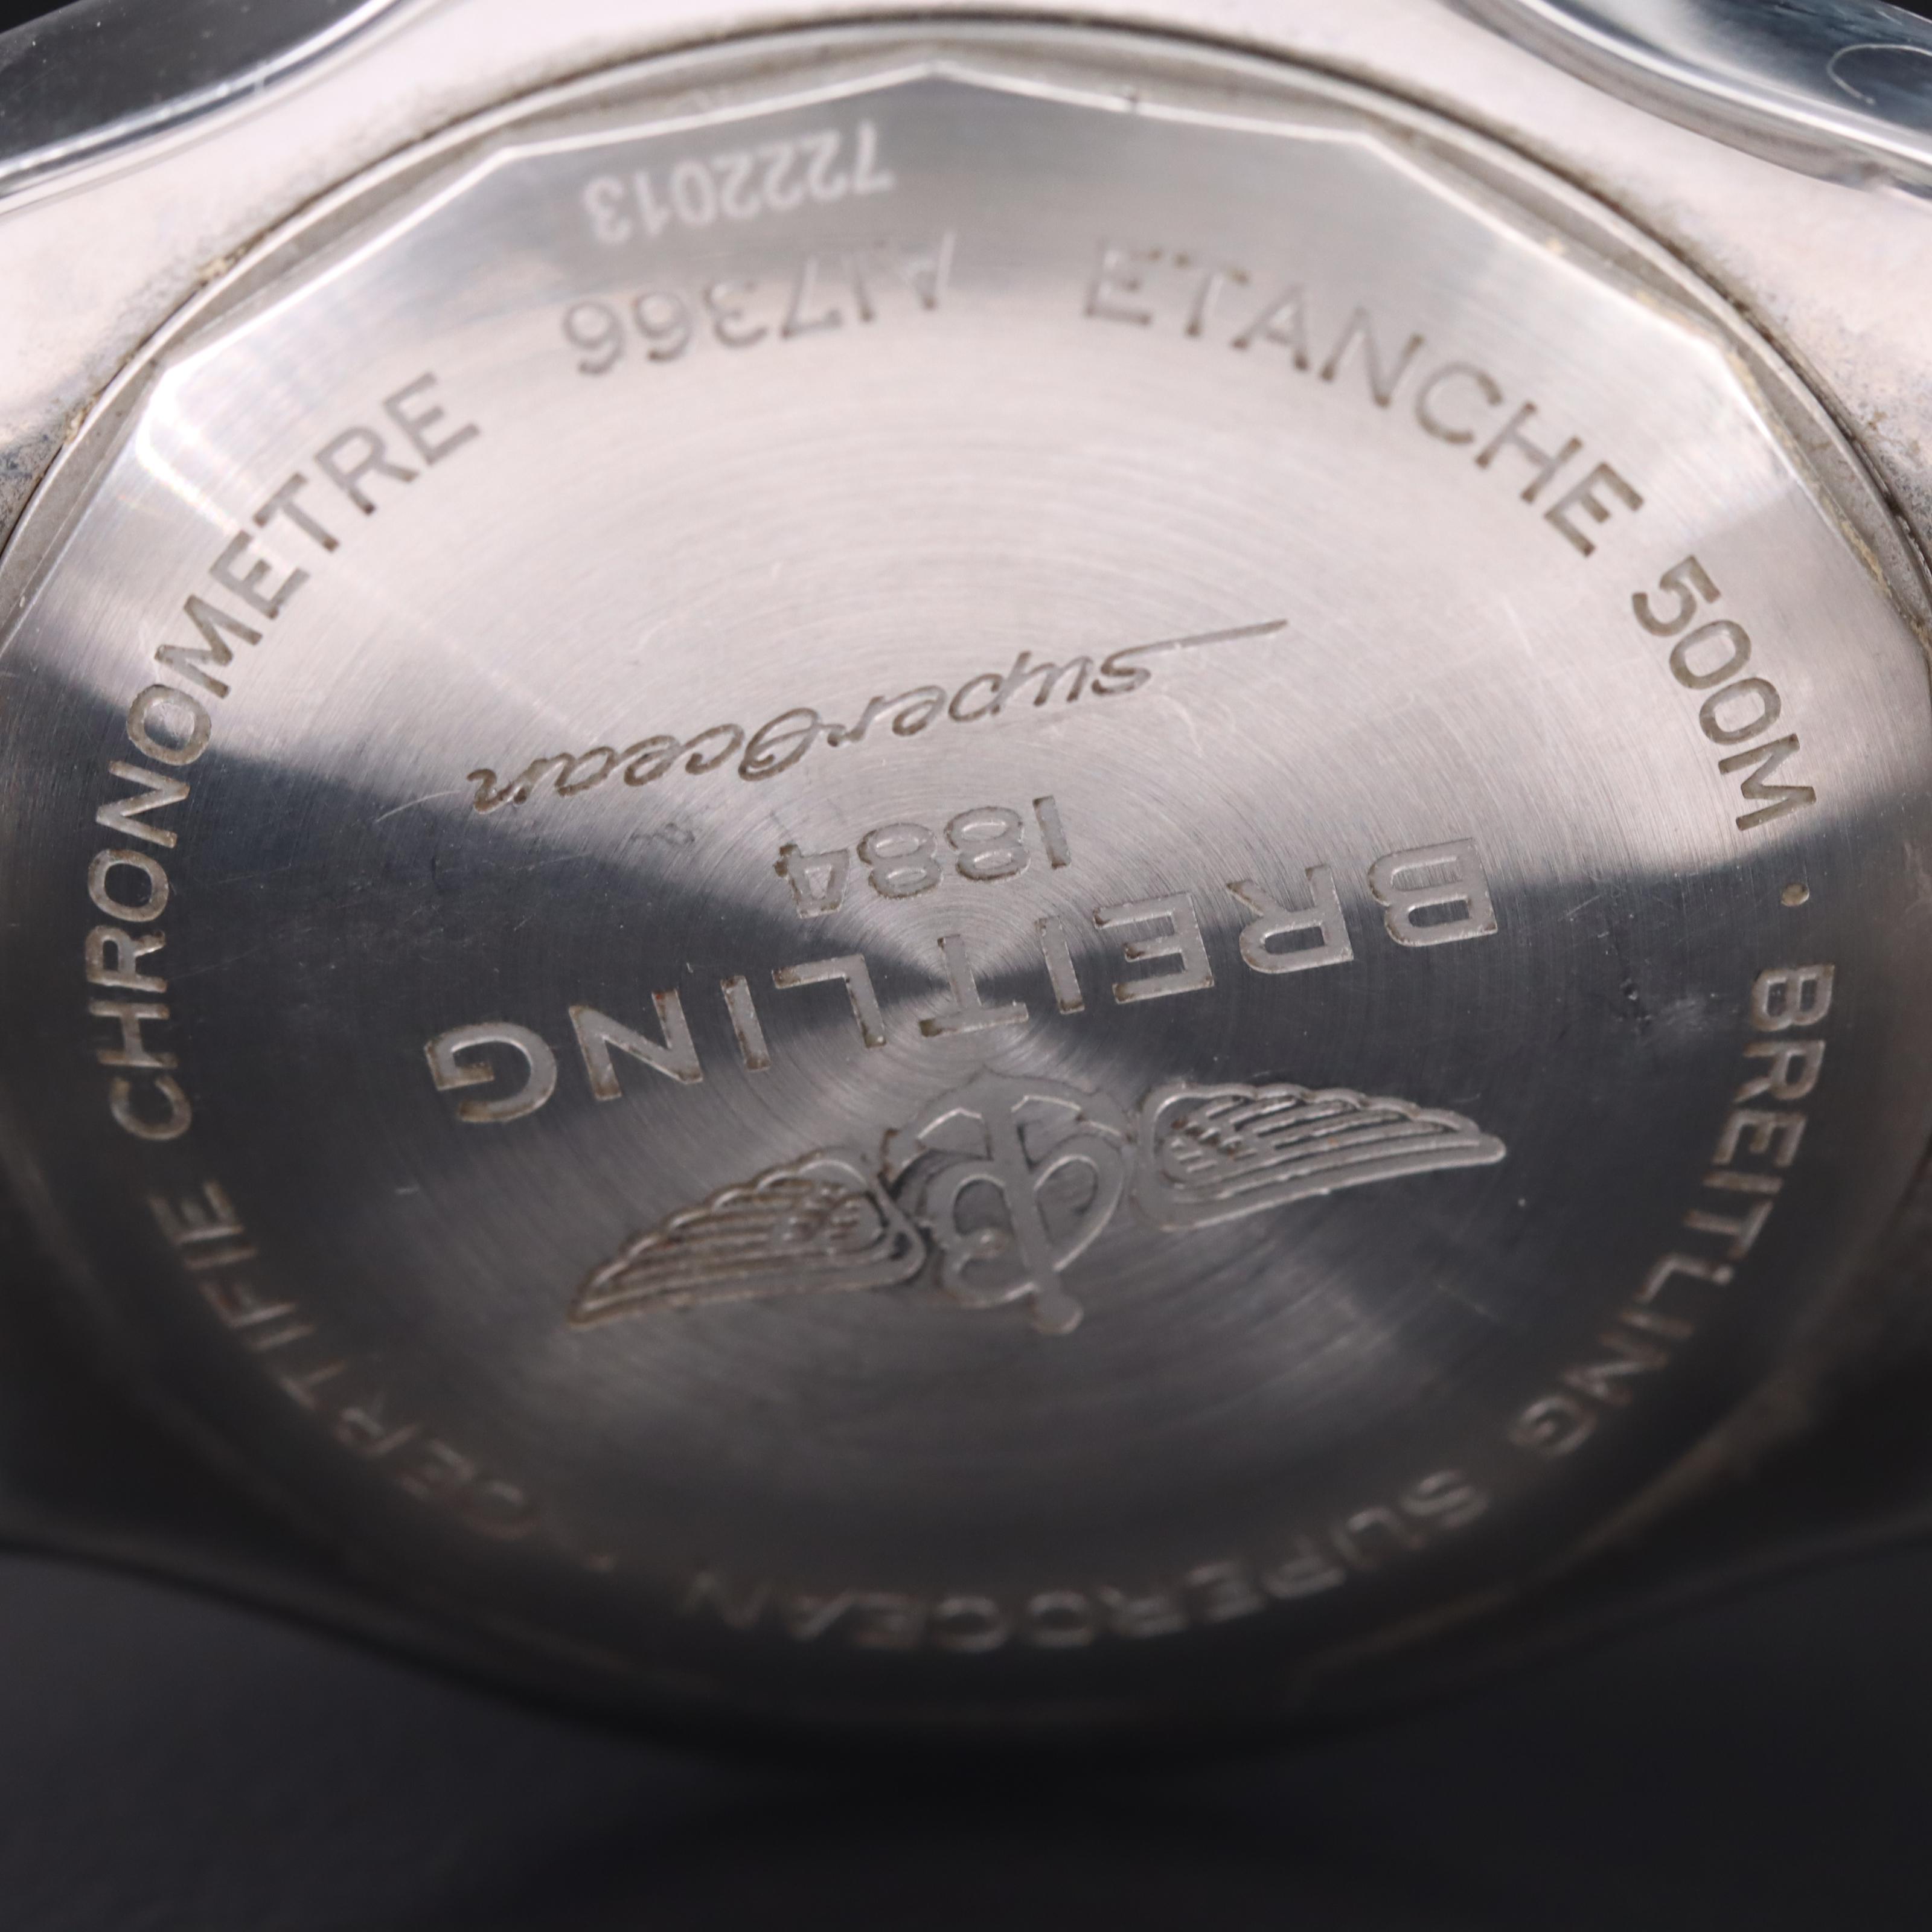 BREITLING
1884
SuperOcean
BREITLING SUPEROCEAN · CERTIFIE CHRONOMETRE
ETANCHE 500M ·
A17366
7222013